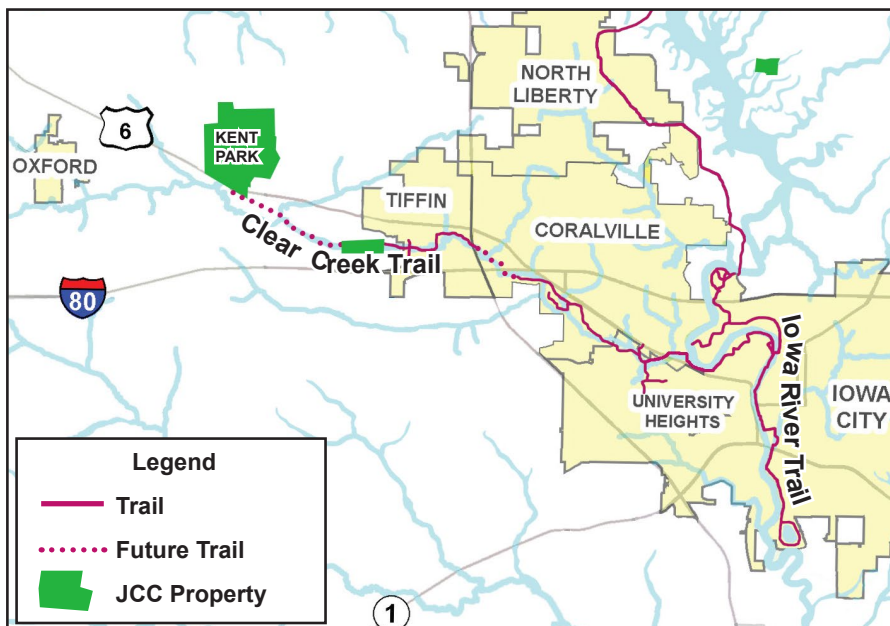 NORTH
LIBERTY
6
KENT
PARK
OXFORD
TIFFIN
CORALVILLE
Clear Creek Trail
80
Iowa River Trail
UNIVERSITY
HEIGHTS
IOWA
CITY
Legend
Trail
Future Trail
JCC Property
1